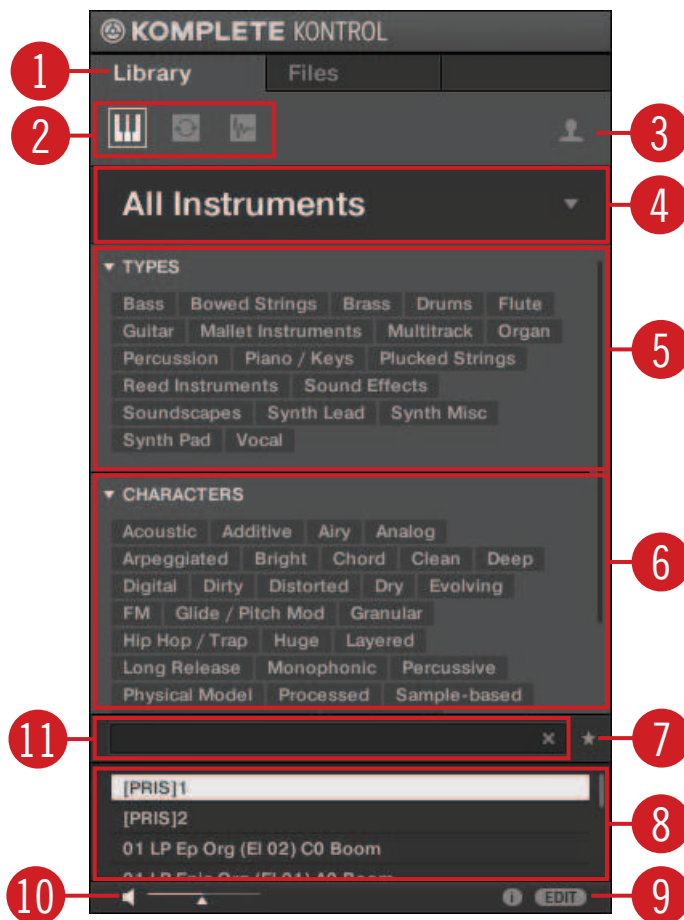 KOMPLETE KONTROL
1 Library Files
2 3
All Instruments 4
TYPES
Bass Bowed Strings Brass Drums Flute
Guitar Mallet Instruments Multitrack Organ
Percussion Piano / Keys Plucked Strings 5
Reed Instruments Sound Effects
Soundscapes Synth Lead Synth Misc
Synth Pad Vocal
CHARACTERS
Acoustic Additive Airy Analog
Arpeggiated Bright Chord Clean Deep
Digital Dirty Distorted Dry Evolving 6
FM Glide / Pitch Mod Granular
Hip Hop / Trap Huge Layered
Long Release Monophonic Percussive
Physical Model Processed Sample-based
11 7
[PRIS]1
[PRIS]2 8
01 LP Ep Org (El 02) C0 Boom
10 i EDIT 9